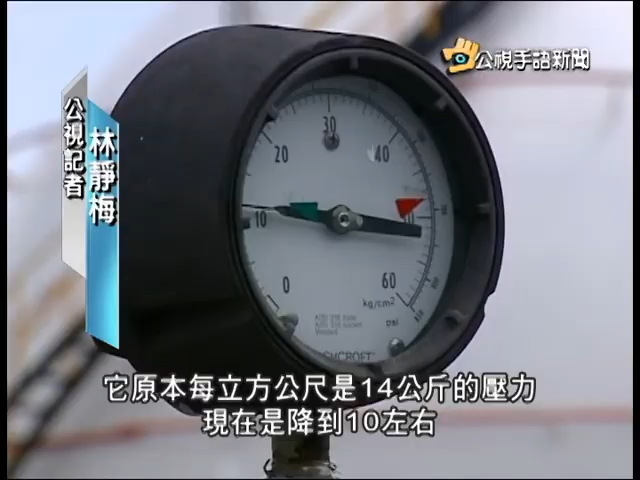 公視手語新聞
公視記者
林靜梅
30
20
40
10
0
60
kg/cm2
psi
它原本每立方公尺是14公斤的壓力
現在是降到10左右